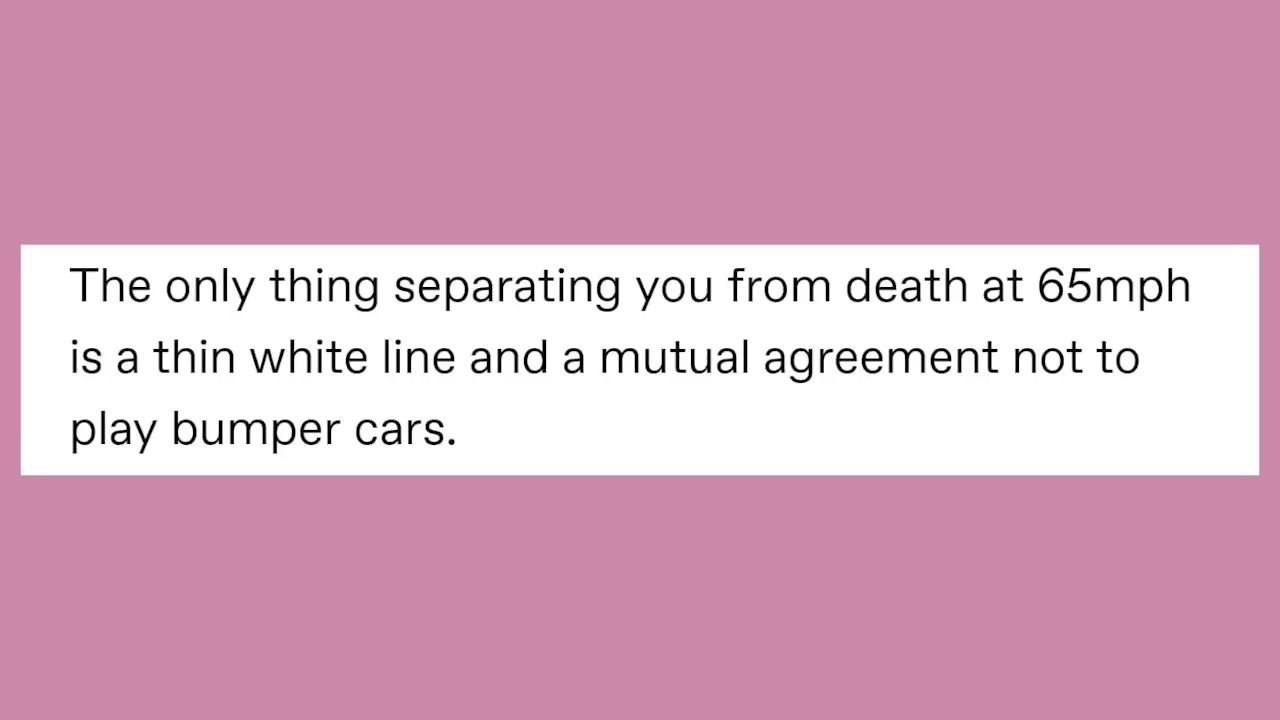 The only thing separating you from death at 65mph
is a thin white line and a mutual agreement not to
play bumper cars.